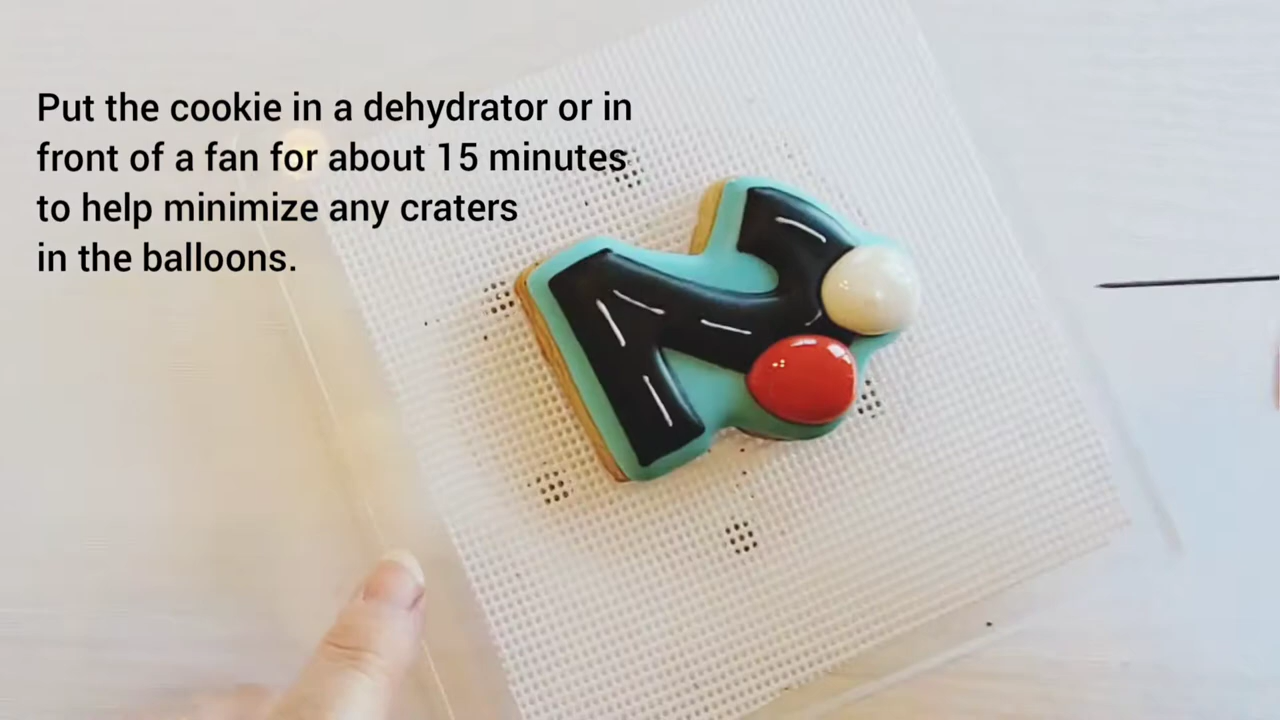 Put the cookie in a dehydrator or in
front of a fan for about 15 minutes
to help minimize any craters
in the balloons.